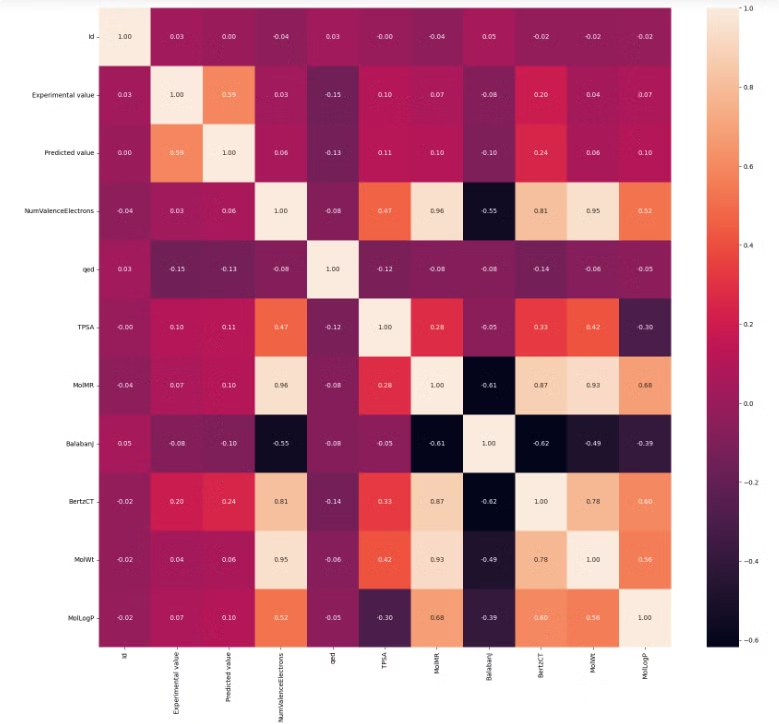 Id 1.00 0.03 0.00 -0.04 0.03 -0.00 -0.04 0.05 -0.02 -0.02 -0.02
Experimental value 0.03 1.00 0.59 0.03 -0.15 0.10 0.07 -0.08 0.20 0.04 0.07
Predicted value 0.00 0.59 1.00 0.06 -0.13 0.11 0.10 -0.10 0.24 0.06 0.10
NumValenceElectrons -0.04 0.03 0.06 1.00 -0.08 0.47 0.96 -0.55 0.81 0.95 0.52
qed 0.03 -0.15 -0.13 -0.08 1.00 -0.12 -0.08 -0.08 -0.14 -0.06 -0.05
TPSA -0.00 0.10 0.11 0.47 -0.12 1.00 0.28 -0.05 0.33 0.42 -0.30
MolMR -0.04 0.07 0.10 0.96 -0.08 0.28 1.00 -0.61 0.87 0.93 0.68
BalabanJ 0.05 -0.08 -0.10 -0.55 -0.08 -0.05 -0.61 1.00 -0.62 -0.49 -0.39
BertzCT -0.02 0.20 0.24 0.81 -0.14 0.33 0.87 -0.62 1.00 0.78 0.60
MolWt -0.02 0.04 0.06 0.95 -0.06 0.42 0.93 -0.49 0.78 1.00 0.56
MolLogP -0.02 0.07 0.10 0.52 -0.05 -0.30 0.68 -0.39 0.60 0.56 1.00
Id
Experimental value
Predicted value
NumValenceElectrons
qed
TPSA
MolMR
BalabanJ
BertzCT
MolWt
MolLogP
1.0
0.8
0.6
0.4
0.2
0.0
-0.2
-0.4
-0.6